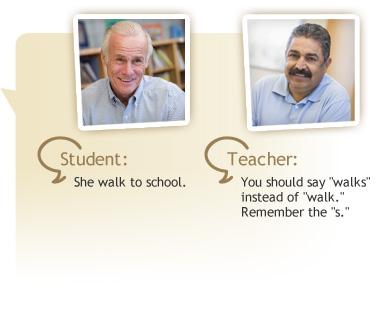 Student:
She walk to school.
Teacher:
You should say "walks"
instead of "walk."
Remember the "s."